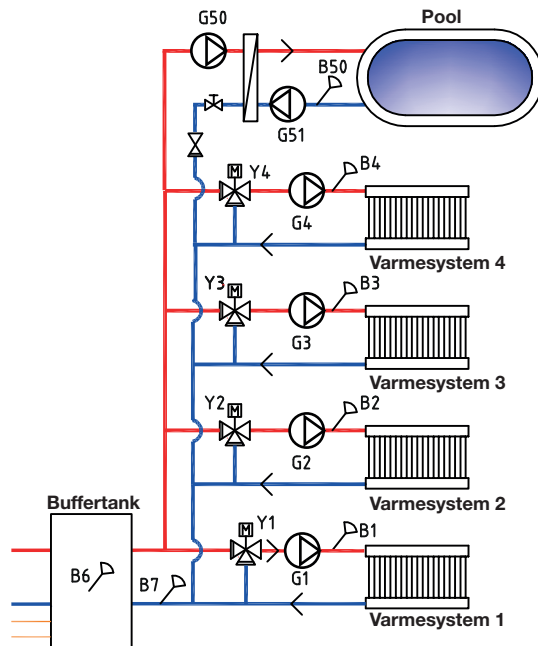 G50
Pool
B50
G51
M
Y4
B4
G4
Varmesystem 4
Y3
M
B3
G3
Varmesystem 3
Y2
M
B2
G2
Varmesystem 2
Buffertank
M
Y1
B1
B6
B7
G1
Varmesystem 1